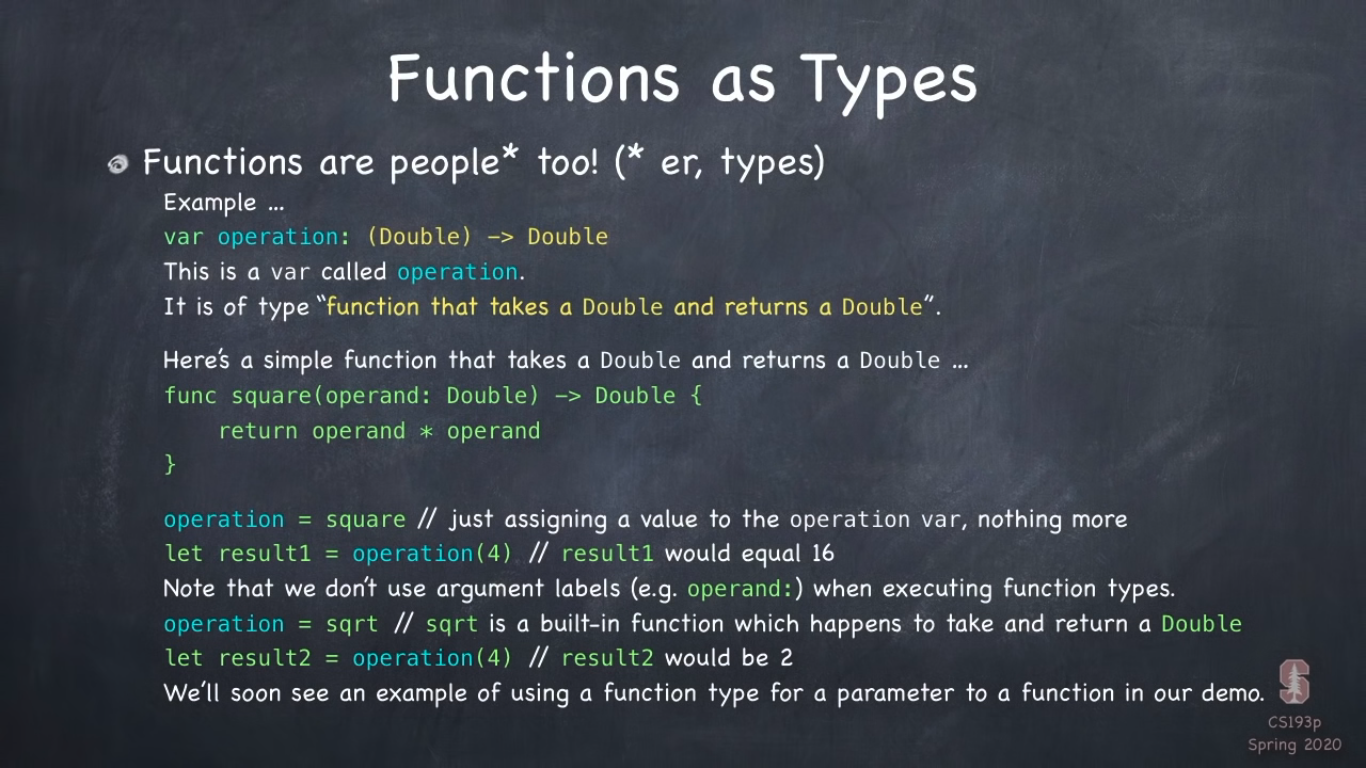 Functions as Types
Functions are people* too! (* er, types)
Example ...
var operation: (Double) -> Double
This is a var called operation.
It is of type “function that takes a Double and returns a Double”.
Here’s a simple function that takes a Double and returns a Double ...
func square(operand: Double) -> Double {
    return operand * operand
}
operation = square // just assigning a value to the operation var, nothing more
let result1 = operation(4) // result1 would equal 16
Note that we don’t use argument labels (e.g. operand:) when executing function types.
operation = sqrt // sqrt is a built-in function which happens to take and return a Double
let result2 = operation(4) // result2 would be 2
We’ll soon see an example of using a function type for a parameter to a function in our demo.
CS193p
Spring 2020